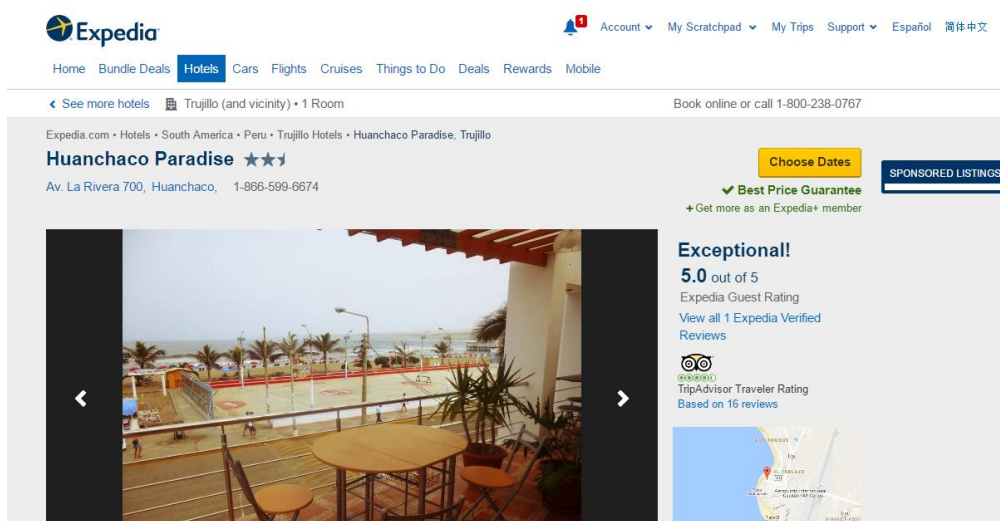 Expedia
1 Account My Scratchpad My Trips Support Español 简体中文
Home Bundle Deals Hotels Cars Flights Cruises Things to Do Deals Rewards Mobile
See more hotels Trujillo (and vicinity) • 1 Room Book online or call 1-800-238-0767
Expedia.com • Hotels • South America • Peru • Trujillo Hotels • Huanchaco Paradise, Trujillo
Huanchaco Paradise
Choose Dates
SPONSORED LISTINGS
Av. La Rivera 700, Huanchaco, 1-866-599-6674
Best Price Guarantee
+ Get more as an Expedia+ member
Exceptional!
5.0 out of 5
Expedia Guest Rating
View all 1 Expedia Verified
Reviews
TripAdvisor Traveler Rating
Based on 16 reviews
EL TABLAZO